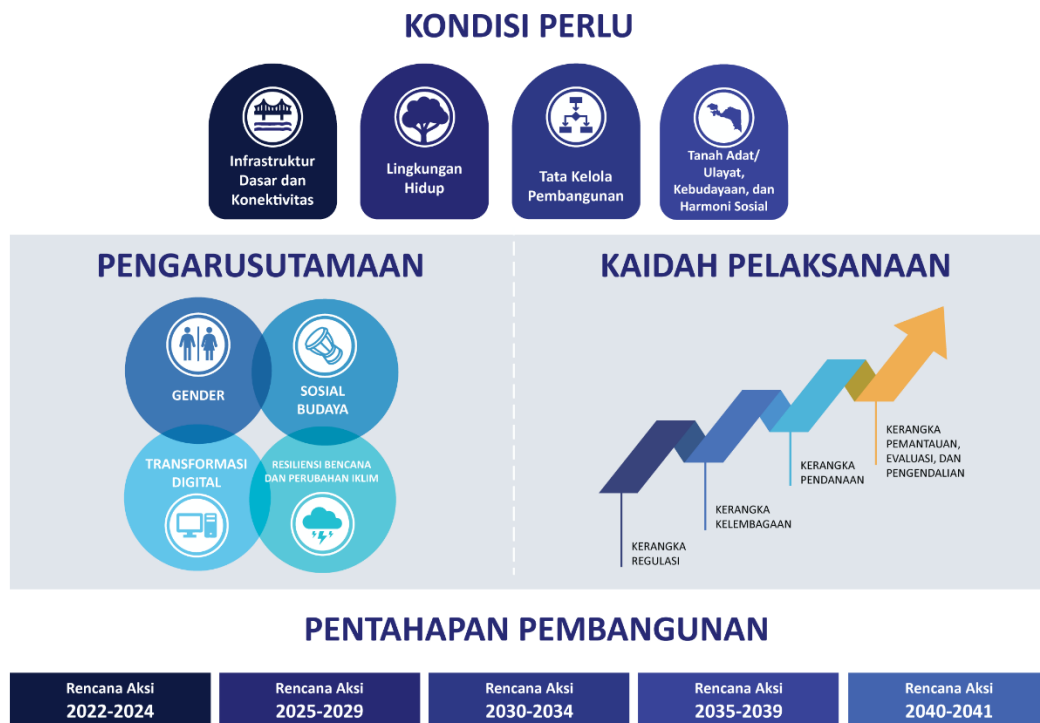 KONDISI PERLU
Infrastruktur
Dasar dan
Konektivitas
Lingkungan
Hidup
Tata Kelola
Pembangunan
Tanah Adat/
Ulayat,
Kebudayaan, dan
Harmoni Sosial
PENGARUSUTAMAAN
GENDER
SOSIAL
BUDAYA
TRANSFORMASI
DIGITAL
RESILIENSI BENCANA
DAN PERUBAHAN IKLIM
KAIDAH PELAKSANAAN
KERANGKA
REGULASI
KERANGKA
KELEMBAGAAN
KERANGKA
PENDANAAN
KERANGKA
PEMANTAUAN,
EVALUASI, DAN
PENGENDALIAN
PENTAHAPAN PEMBANGUNAN
Rencana Aksi
2022-2024
Rencana Aksi
2025-2029
Rencana Aksi
2030-2034
Rencana Aksi
2035-2039
Rencana Aksi
2040-2041